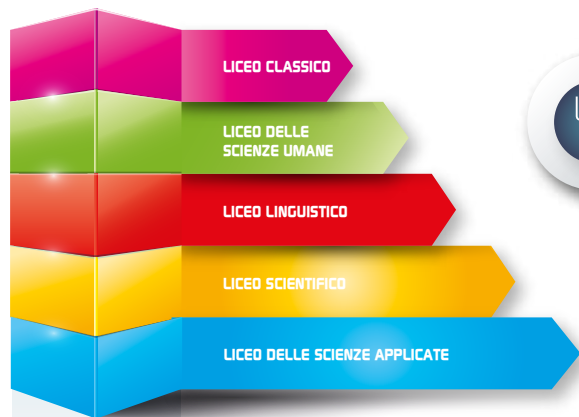 LICEO CLASSICO
LICEO DELLE
SCIENZE UMANE
LICEO LINGUISTICO
LICEO SCIENTIFICO
LICEO DELLE SCIENZE APPLICATE